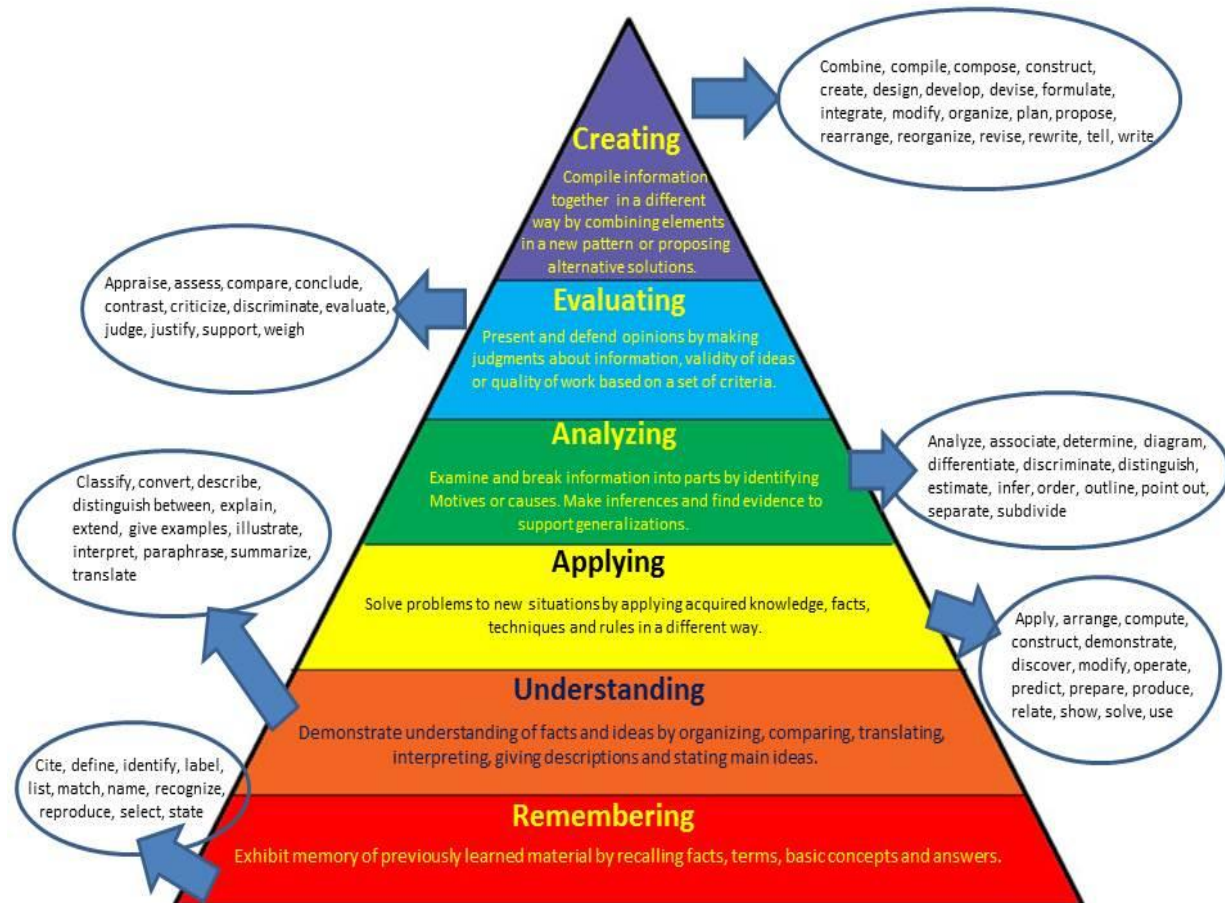 Combine, compile, compose, construct,
create, design, develop, devise, formulate,
integrate, modify, organize, plan, propose,
rearrange, reorganize, revise, rewrite, tell, write
Creating
Compile information
together in a different
way by combining elements
in a new pattern or proposing
alternative solutions.
Appraise, assess, compare, conclude,
contrast, criticize, discriminate, evaluate,
judge, justify, support, weigh
Evaluating
Present and defend opinions by making
judgments about information, validity of ideas
or quality of work based on a set of criteria.
Analyzing
Examine and break information into parts by identifying
Motives or causes. Make inferences and find evidence to
support generalizations.
Analyze, associate, determine, diagram,
differentiate, discriminate, distinguish,
estimate, infer, order, outline, point out,
separate, subdivide
Classify, convert, describe,
distinguish between, explain,
extend, give examples, illustrate,
interpret, paraphrase, summarize,
translate
Applying
Solve problems to new situations by applying acquired knowledge, facts,
techniques and rules in a different way.
Apply, arrange, compute,
construct, demonstrate,
discover, modify, operate,
predict, prepare, produce,
relate, show, solve, use
Understanding
Demonstrate understanding of facts and ideas by organizing, comparing, translating,
interpreting, giving descriptions and stating main ideas.
Cite, define, identify, label,
list, match, name, recognize,
reproduce, select, state
Remembering
Exhibit memory of previously learned material by recalling facts, terms, basic concepts and answers.